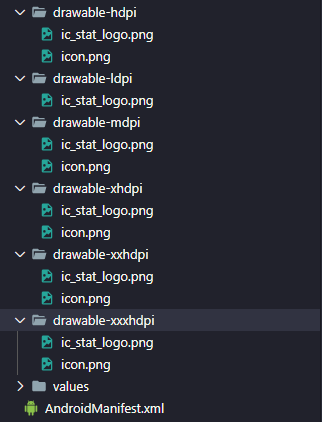 drawable-hdpi
ic_stat_logo.png
icon.png
drawable-ldpi
ic_stat_logo.png
drawable-mdpi
ic_stat_logo.png
icon.png
drawable-xhdpi
ic_stat_logo.png
icon.png
drawable-xxhdpi
ic_stat_logo.png
icon.png
drawable-xxxhdpi
ic_stat_logo.png
icon.png
values
AndroidManifest.xml